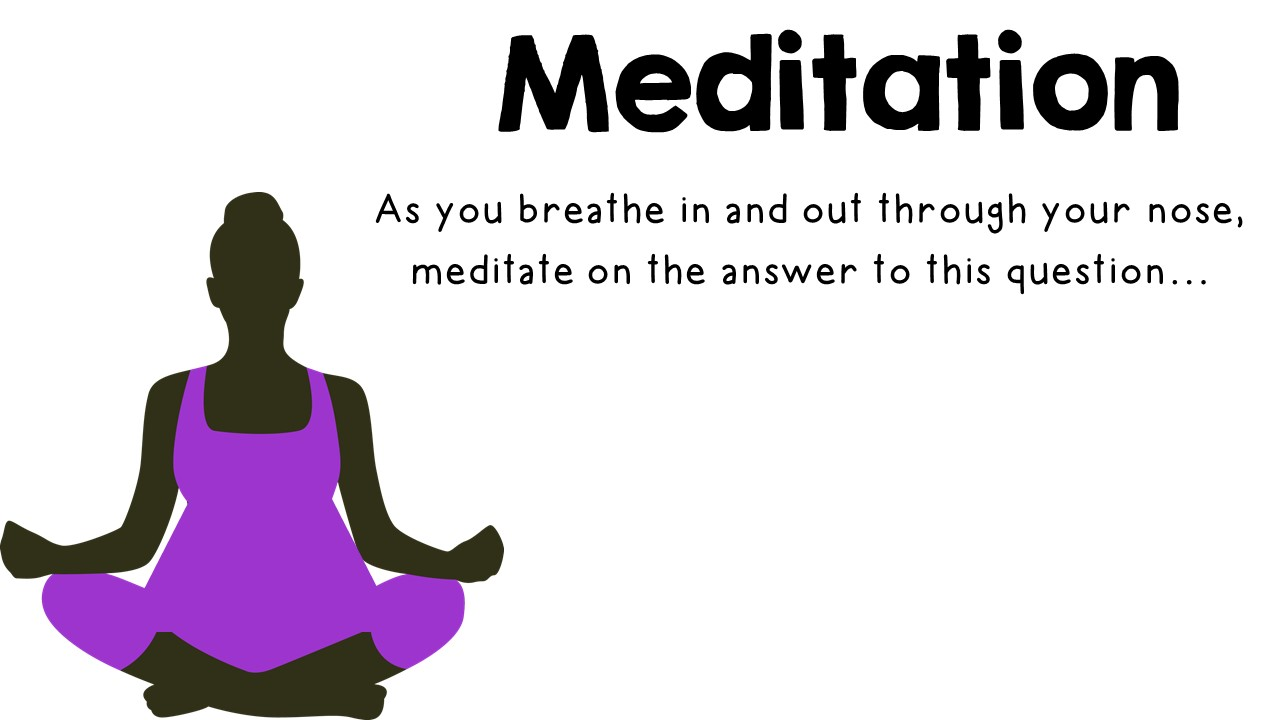 Meditation
As you breathe in and out through your nose,
meditate on the answer to this question...